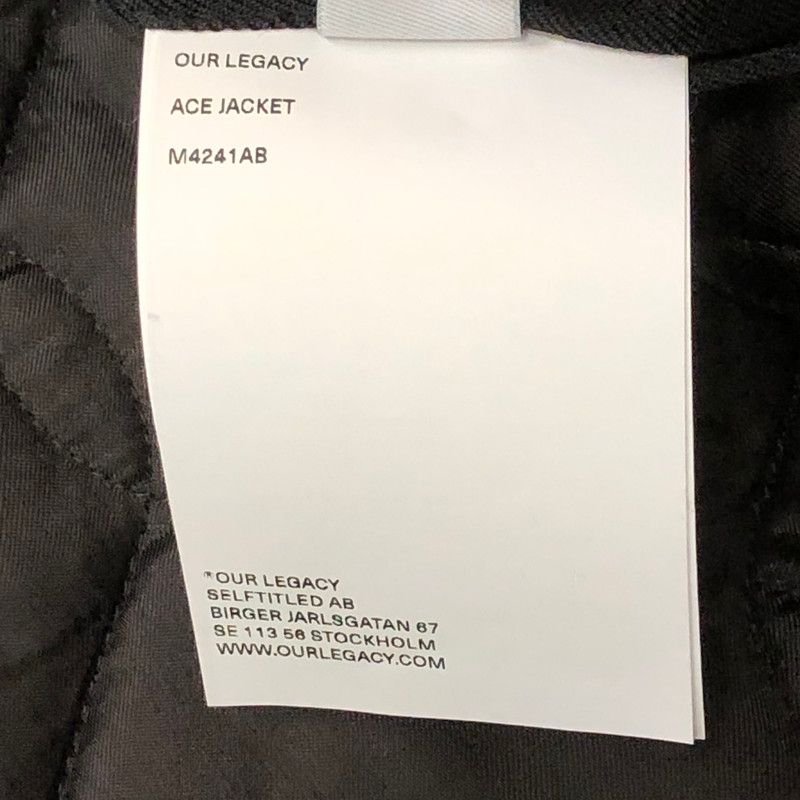 OUR LEGACY
ACE JACKET
M4241AB
*OUR LEGACY
SELFTITLED AB
BIRGER JARLSGATAN 67
SE 113 56 STOCKHOLM
WWW.OURLEGACY.COM